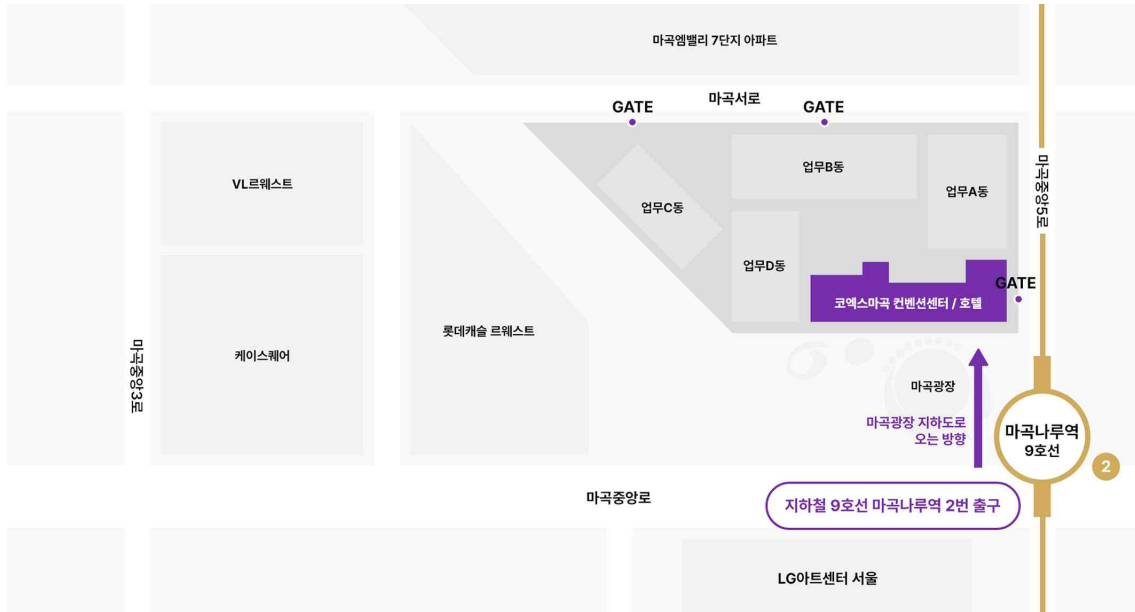 마곡엠밸리 7단지 아파트
마곡서로
GATE
GATE
VL르웨스트
업무C동
업무B동
업무A동
마곡중앙5로
업무D동
GATE
코엑스마곡 컨벤션센터 / 호텔
롯데캐슬 르웨스트
케이스퀘어
마곡중앙3로
마곡광장
마곡광장 지하도로
오는 방향
마곡나루역
9호선
2
마곡중앙로
지하철 9호선 마곡나루역 2번 출구
LG아트센터 서울